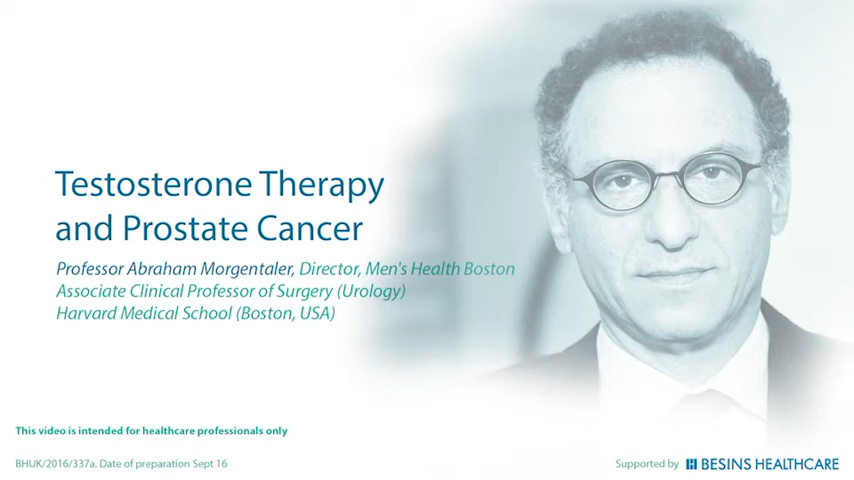 Testosterone Therapy
and Prostate Cancer
Professor Abraham Morgentaler, Director, Men's Health Boston
Associate Clinical Professor of Surgery (Urology)
Harvard Medical School (Boston, USA)
This video is intended for healthcare professionals only
BHUK/2016/337a. Date of preparation Sept 16
Supported by BESINS HEALTHCARE